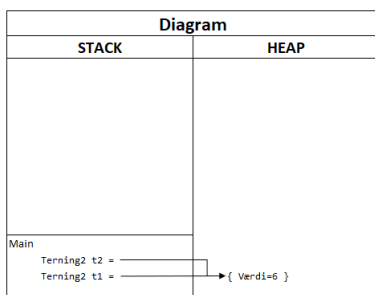 Diagram
STACK HEAP
Main
Terning2 t2 =
Terning2 t1 = { Værdi=6 }